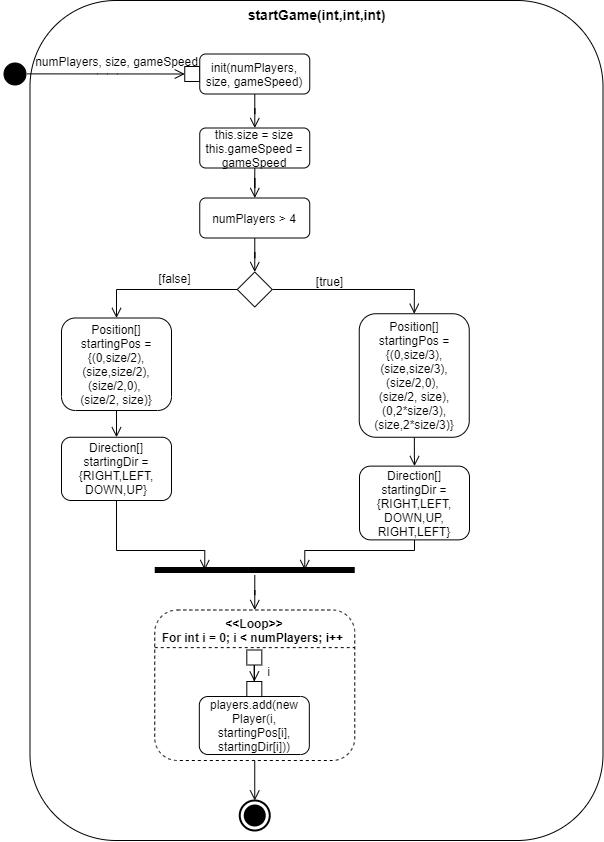 startGame(int,int,int)
numPlayers, size, gameSpeed
init(numPlayers,
size, gameSpeed)
this.size = size
this.gameSpeed =
gameSpeed
numPlayers > 4
[false]
[true]
Position[]
startingPos =
{(0,size/2),
(size,size/2),
(size/2,0),
(size/2, size)}
Position[]
startingPos =
{(0,size/3),
(size,size/3),
(size/2,0),
(size/2, size),
(0,2*size/3),
(size,2*size/3)}
Direction[]
startingDir =
{RIGHT,LEFT,
DOWN,UP}
Direction[]
startingDir =
{RIGHT,LEFT,
DOWN,UP,
RIGHT,LEFT}
<<Loop>>
For int i = 0; i < numPlayers; i++
i
players.add(new
Player(i,
startingPos[i],
startingDir[i]))